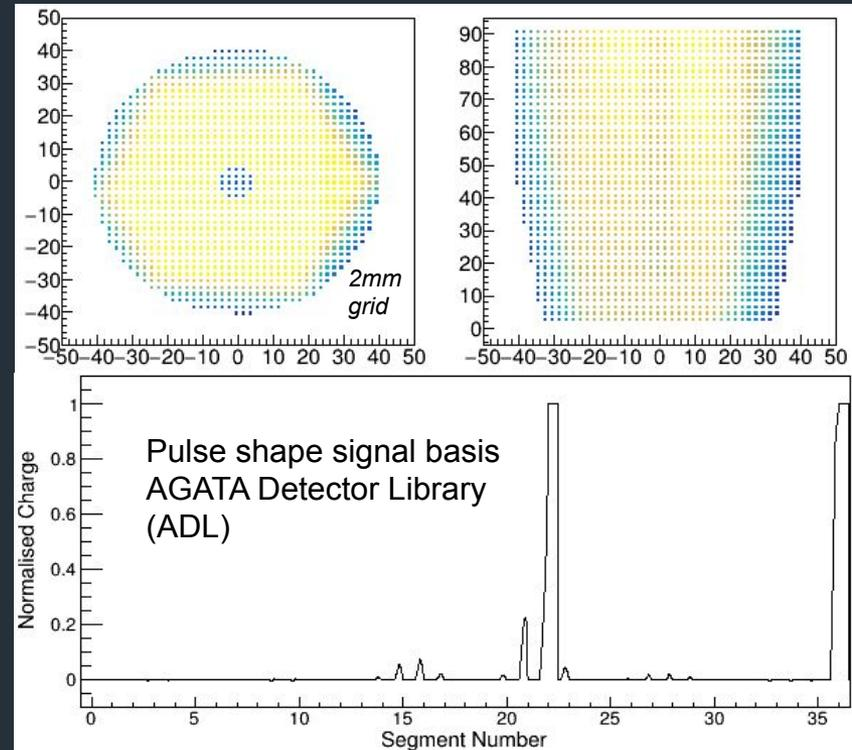 50
40
30
20
10
0
−10
−20
−30
−40
−50
−50−40−30−20−10 0 10 20 30 40 50
2mm
grid
90
80
70
60
50
40
30
20
10
0
−50−40−30−20−10 0 10 20 30 40 50
Pulse shape signal basis
AGATA Detector Library
(ADL)
Normalised Charge
1
0.8
0.6
0.4
0.2
0
0 5 10 15 20 25 30 35
Segment Number